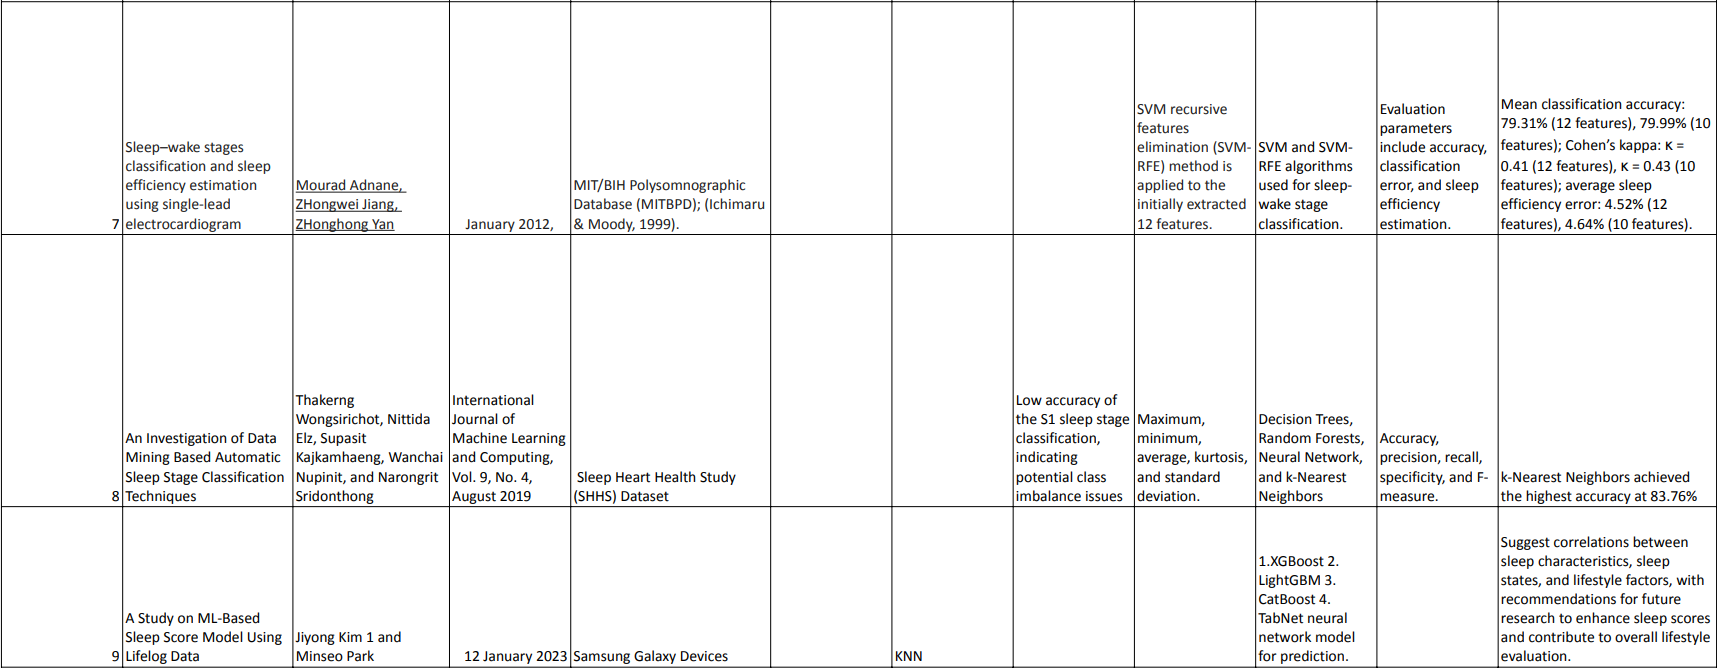 7
Sleep–wake stages
classification and sleep
efficiency estimation
using single-lead
electrocardiogram
Mourad Adnane,
ZHongwei Jiang,
ZHonghong Yan
January 2012,
MIT/BIH Polysomnographic
Database (MITBPD); (Ichimaru
& Moody, 1999).
SVM recursive
features
elimination (SVM-
RFE) method is
applied to the
initially extracted
12 features.
SVM and SVM-
RFE algorithms
used for sleep-
wake stage
classification.
Evaluation
parameters
include accuracy,
classification
error, and sleep
efficiency
estimation.
Mean classification accuracy:
79.31% (12 features), 79.99% (10
features); Cohen’s kappa: κ =
0.41 (12 features), κ = 0.43 (10
features); average sleep
efficiency error: 4.52% (12
features), 4.64% (10 features).
8
An Investigation of Data
Mining Based Automatic
Sleep Stage Classification
Techniques
Thakerng
Wongsirichot, Nittida
Elz, Supasit
Kajkamhaeng, Wanchai
Nupinit, and Narongrit
Sridonthong
International
Journal of
Machine Learning
and Computing,
Vol. 9, No. 4,
August 2019
Sleep Heart Health Study
(SHHS) Dataset
Low accuracy of
the S1 sleep stage
classification,
indicating
potential class
imbalance issues
Maximum,
minimum,
average, kurtosis,
and standard
deviation.
Decision Trees,
Random Forests,
Neural Network,
and k-Nearest
Neighbors
Accuracy,
precision, recall,
specificity, and F-
measure.
k-Nearest Neighbors achieved
the highest accuracy at 83.76%
9
A Study on ML-Based
Sleep Score Model Using
Lifelog Data
Jiyong Kim 1 and
Minseo Park
12 January 2023
Samsung Galaxy Devices
KNN
1.XGBoost 2.
LightGBM 3.
CatBoost 4.
TabNet neural
network model
for prediction.
Suggest correlations between
sleep characteristics, sleep
states, and lifestyle factors, with
recommendations for future
research to enhance sleep scores
and contribute to overall lifestyle
evaluation.